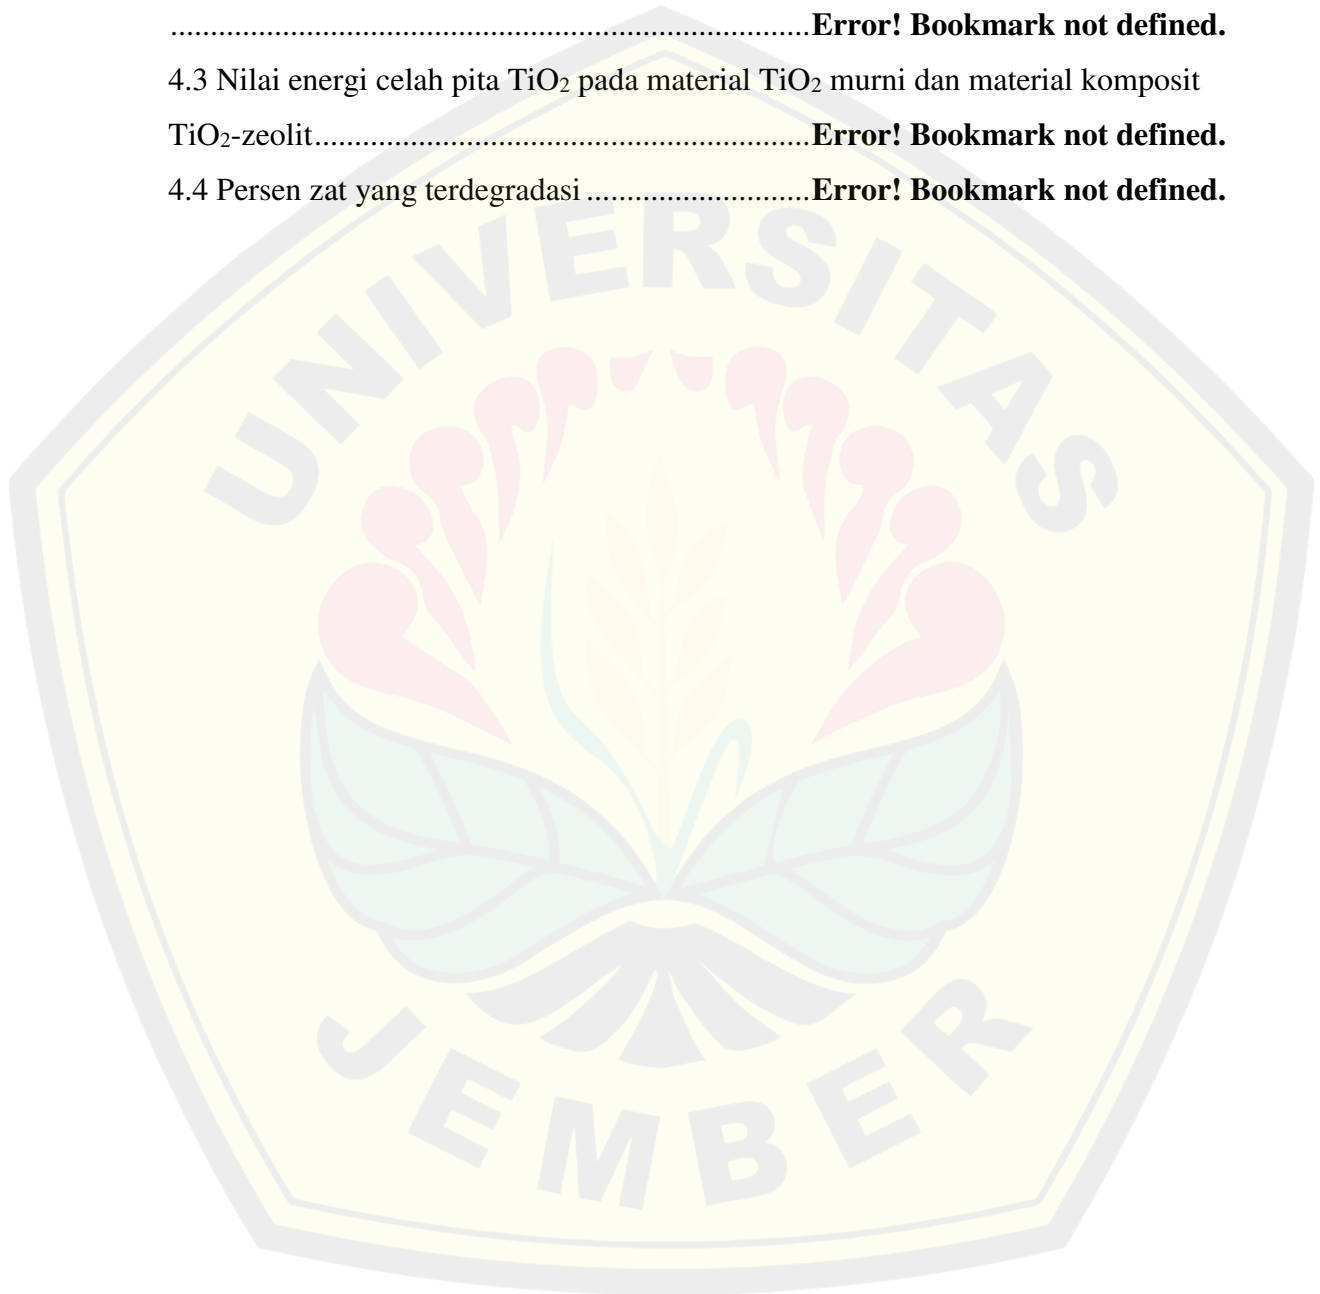 ........................................................................Error! Bookmark not defined.
4.3 Nilai energi celah pita TiO₂ pada material TiO₂ murni dan material komposit
TiO₂-zeolit..............................................................Error! Bookmark not defined.
4.4 Persen zat yang terdegradasi............................Error! Bookmark not defined.
UNIVERSITAS
JEMBER